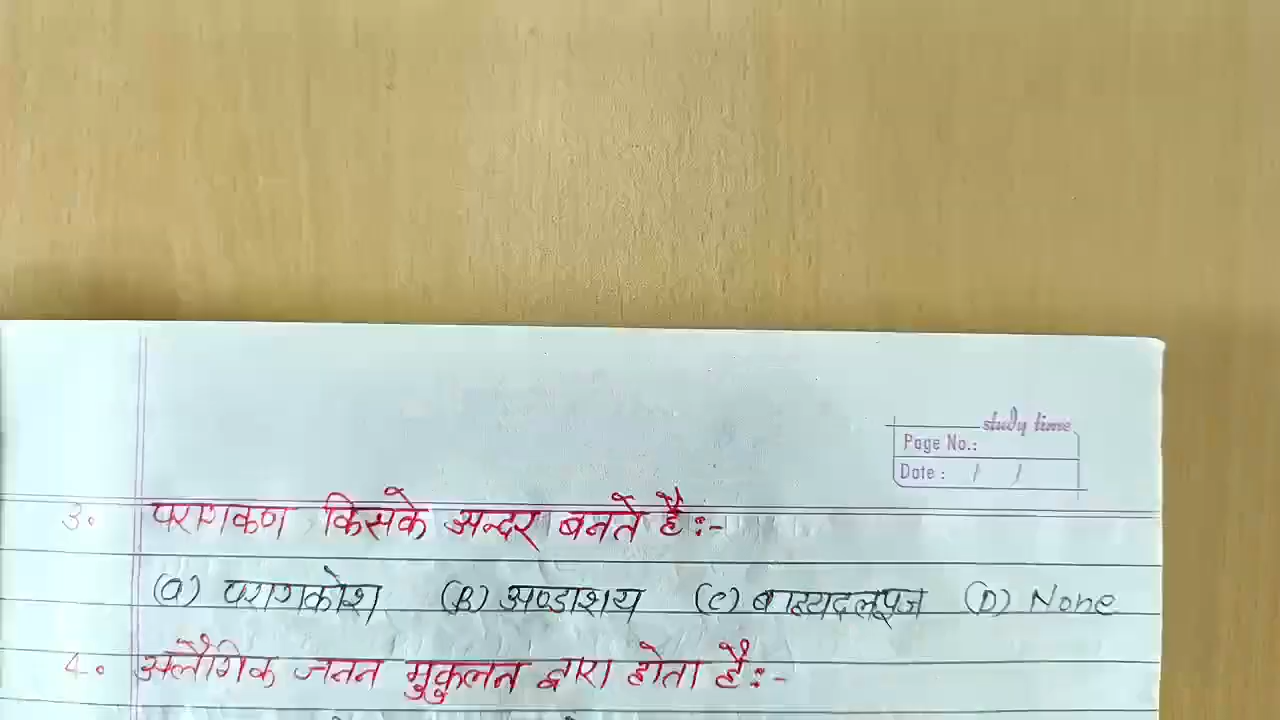 study time
Page No.:
Date : / /
3. परागकण किसके अन्दर बनते है :-
(a) परागकोश (B) अण्डाशय (C) बाह्यदलपूंज (D) None
4. अलैगिक जनन मुकुलन द्वारा होता है :-